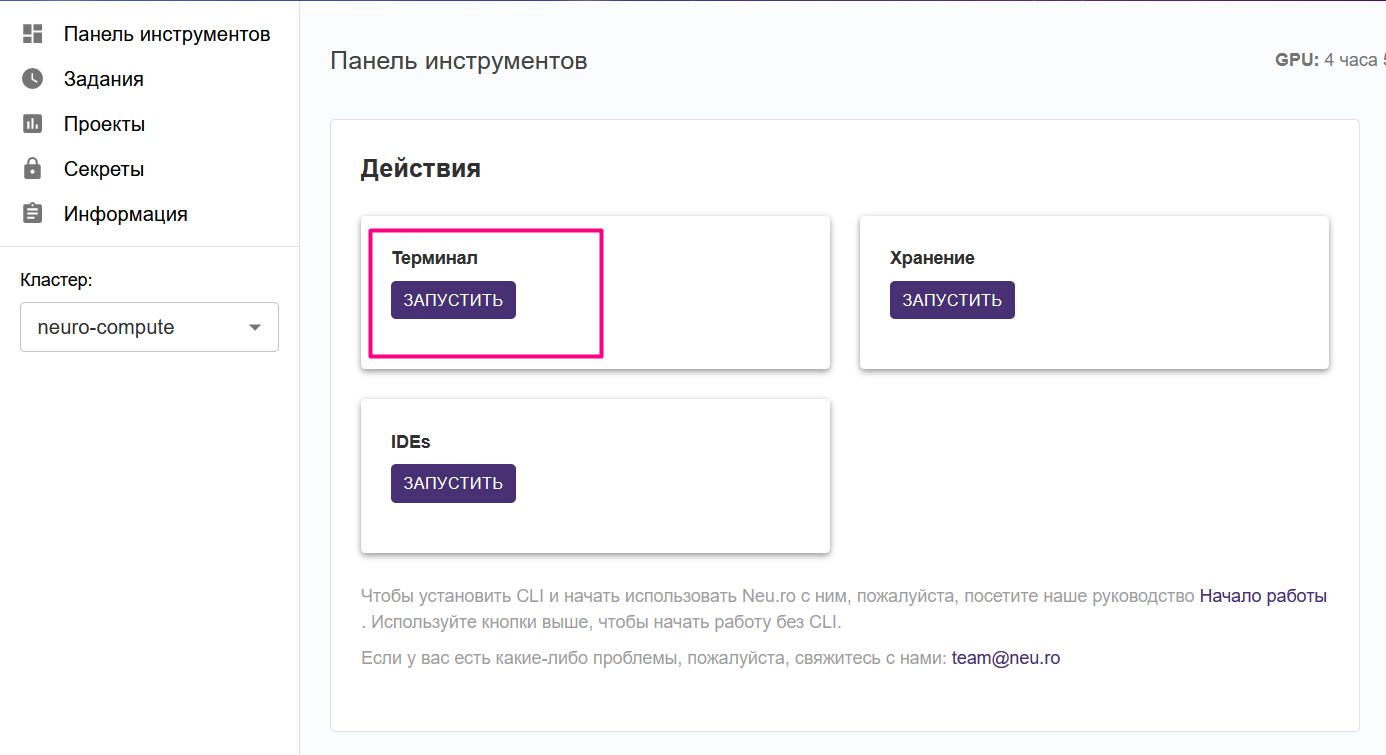 Панель инструментов
Задания
Проекты
Секреты
Информация
Кластер:
neuro-compute
Панель инструментов
GPU: 4 часа
Действия
Терминал
ЗАПУСТИТЬ
Хранение
ЗАПУСТИТЬ
IDEs
ЗАПУСТИТЬ
Чтобы установить CLI и начать использовать Neu.ro с ним, пожалуйста, посетите наше руководство Начало работы
. Используйте кнопки выше, чтобы начать работу без CLI.
Если у вас есть какие-либо проблемы, пожалуйста, свяжитесь с нами: team@neu.ro